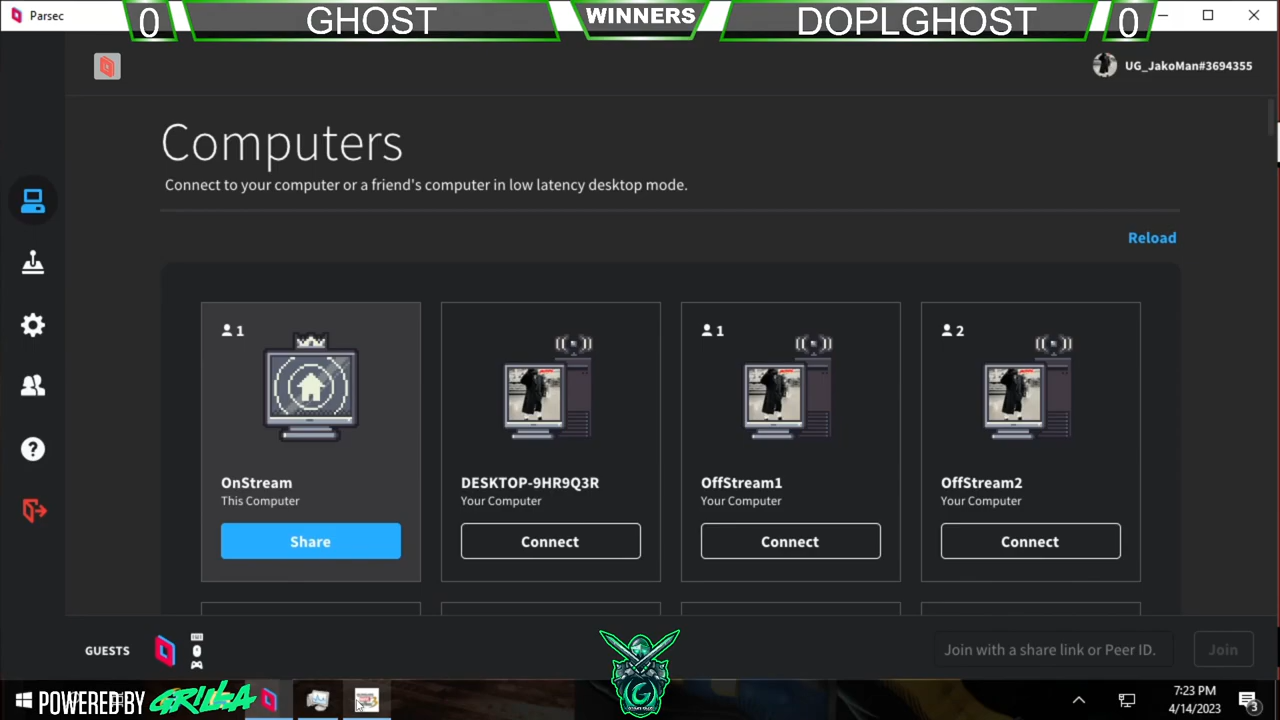 Parsec
0
GHOST
WINNERS
DOPLGHOST
0
UG_JakoMan#3694355
Computers
Connect to your computer or a friend's computer in low latency desktop mode.
Reload
1
OnStream
This Computer
Share
DESKTOP-9HR9Q3R
Your Computer
Connect
1
OffStream1
Your Computer
Connect
2
OffStream2
Your Computer
Connect
GUESTS
Join with a share link or Peer ID.
Join
POWERED BY GRILLA
7:23 PM
4/14/2023
3